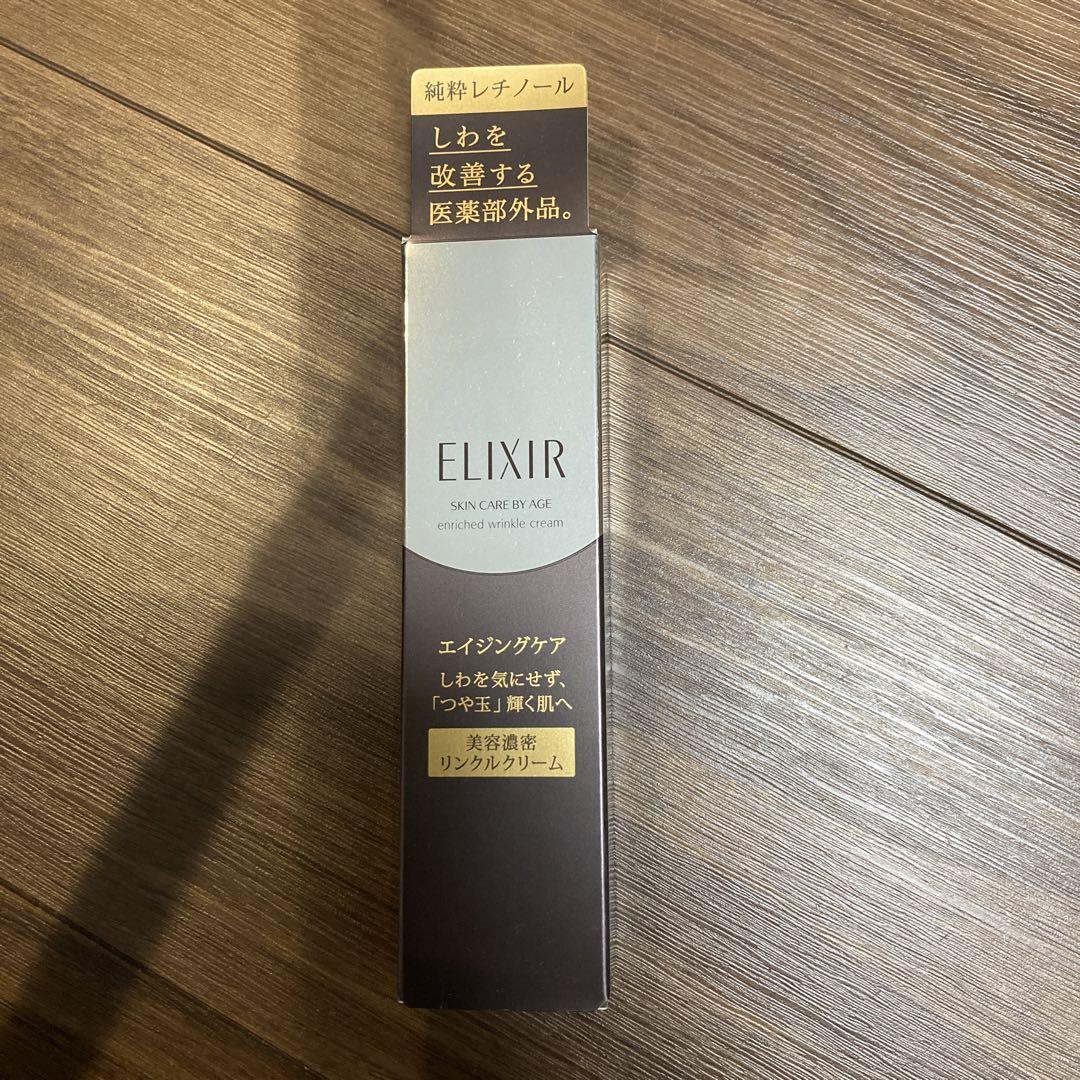 純粋レチノール
しわを
改善する
医薬部外品。
ELIXIR
SKIN CARE BY AGE
enriched wrinkle cream
エイジングケア
しわを気にせず、
「つや玉」輝く肌へ
美容濃密
リンクルクリーム